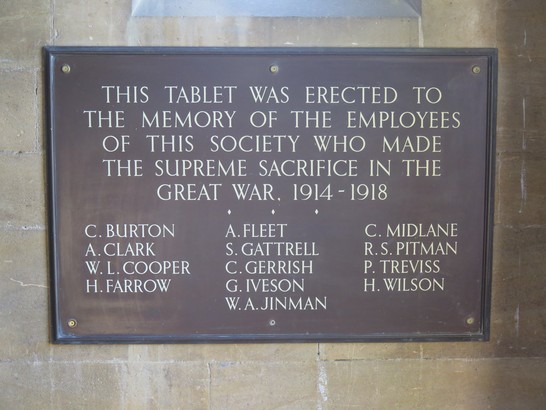 THIS TABLET WAS ERECTED TO
THE MEMORY OF THE EMPLOYEES
OF THIS SOCIETY WHO MADE
THE SUPREME SACRIFICE IN THE
GREAT WAR, 1914-1918
C. BURTON
A. CLARK
W. L. COOPER
H. FARROW
A. FLEET
S. GATTRELL
C. GERRISH
G. IVESON
W. A. JINMAN
C. MIDLANE
R. S. PITMAN
P. TREVISS
H. WILSON